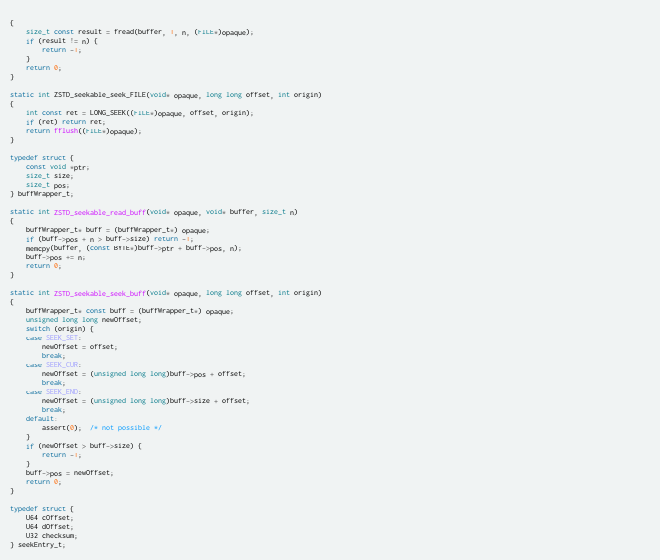 {
    size_t const result = fread(buffer, 1, n, (FILE*)opaque);
    if (result != n) {
        return -1;
    }
    return 0;
}

static int ZSTD_seekable_seek_FILE(void* opaque, long long offset, int origin)
{
    int const ret = LONG_SEEK((FILE*)opaque, offset, origin);
    if (ret) return ret;
    return fflush((FILE*)opaque);
}

typedef struct {
    const void *ptr;
    size_t size;
    size_t pos;
} buffWrapper_t;

static int ZSTD_seekable_read_buff(void* opaque, void* buffer, size_t n)
{
    buffWrapper_t* buff = (buffWrapper_t*) opaque;
    if (buff->pos + n > buff->size) return -1;
    memcpy(buffer, (const BYTE*)buff->ptr + buff->pos, n);
    buff->pos += n;
    return 0;
}

static int ZSTD_seekable_seek_buff(void* opaque, long long offset, int origin)
{
    buffWrapper_t* const buff = (buffWrapper_t*) opaque;
    unsigned long long newOffset;
    switch (origin) {
    case SEEK_SET:
        newOffset = offset;
        break;
    case SEEK_CUR:
        newOffset = (unsigned long long)buff->pos + offset;
        break;
    case SEEK_END:
        newOffset = (unsigned long long)buff->size + offset;
        break;
    default:
        assert(0);  /* not possible */
    }
    if (newOffset > buff->size) {
        return -1;
    }
    buff->pos = newOffset;
    return 0;
}

typedef struct {
    U64 cOffset;
    U64 dOffset;
    U32 checksum;
} seekEntry_t;